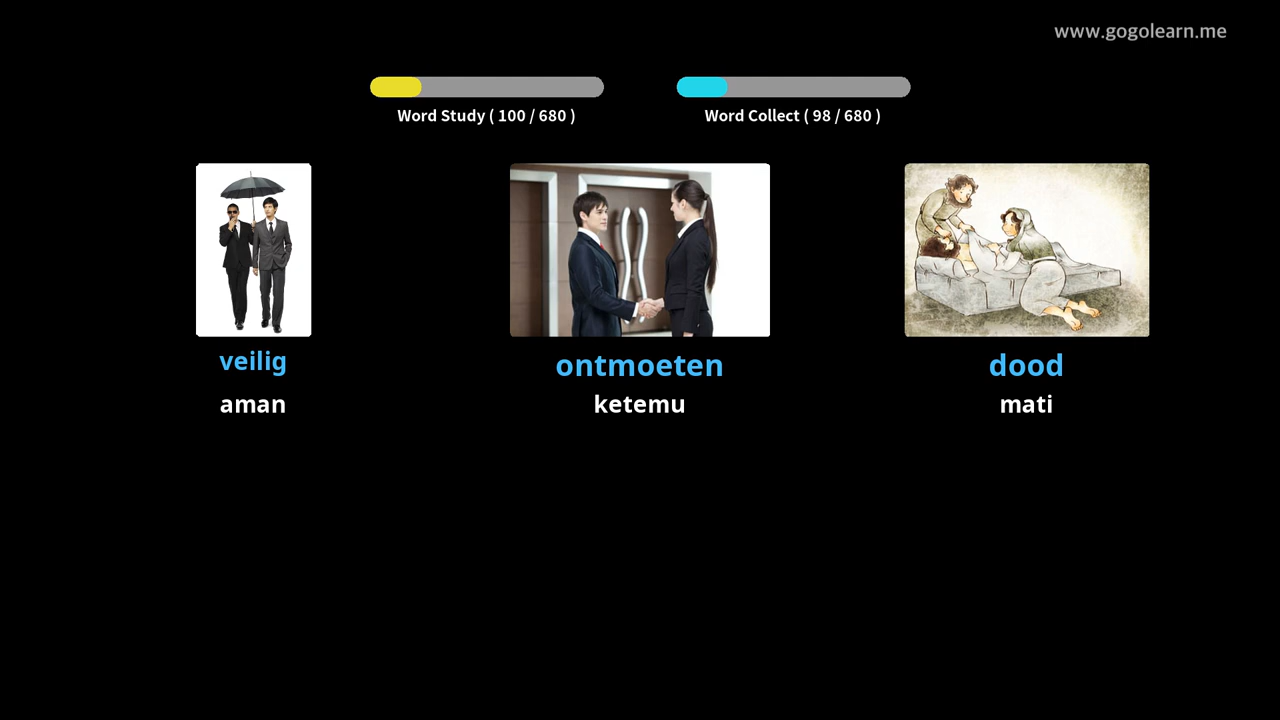 www.gogolearn.me
Word Study ( 100 / 680 )
Word Collect ( 98 / 680 )
veilig
ontmoeten
dood
aman
ketemu
mati